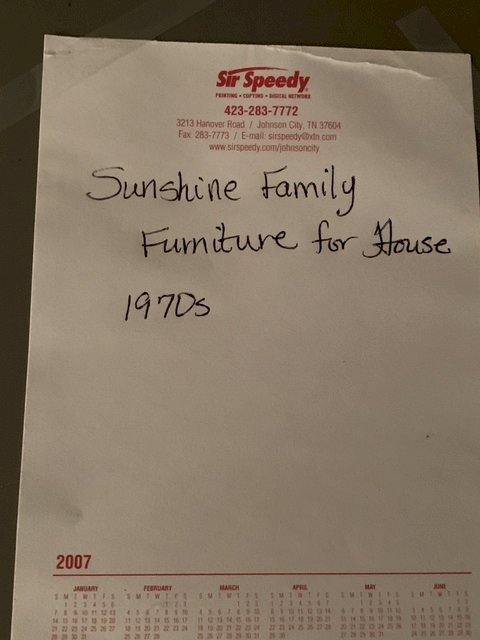 Sir Speedy
PRINTING • COPYING • DIGITAL NETWORK
423-283-7772
3213 Hanover Road / Johnson City, TN 37604
Fax: 283-7773 / E-mail: sirspeedy@xtn.com
www.sirspeedy.com/johnsoncity
Sunshine Family
Furniture for House
1970s
2007
JANUARY FEBRUARY MARCH APRIL MAY JUNE
S M T W T F S S M T W T F S S M T W T F S S M T W T F S S M T W T F S S M T W T F S